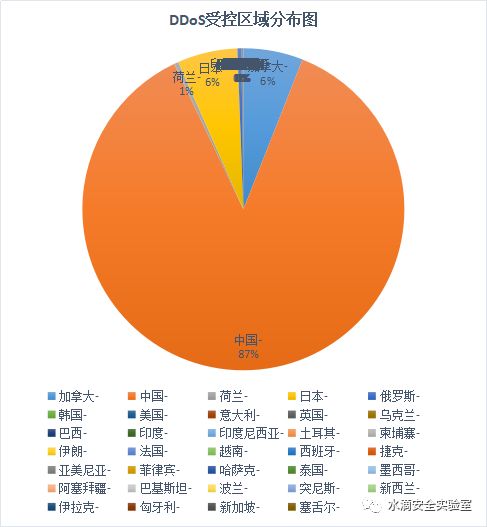 DDoS受控区域分布图
荷兰-
1%
日本-
6%
加拿大-
6%
中国-
87%
加拿大- 中国- 荷兰- 日本- 俄罗斯-
韩国- 美国- 意大利- 英国- 乌克兰-
巴西- 印度- 印度尼西亚- 土耳其- 柬埔寨-
伊朗- 法国- 越南- 西班牙- 捷克-
亚美尼亚- 菲律宾- 哈萨克- 泰国- 墨西哥-
阿塞拜疆- 巴基斯坦- 波兰- 突尼斯- 新西兰-
伊拉克- 匈牙利- 新加坡- 塞舌尔-
水滴安全实验室